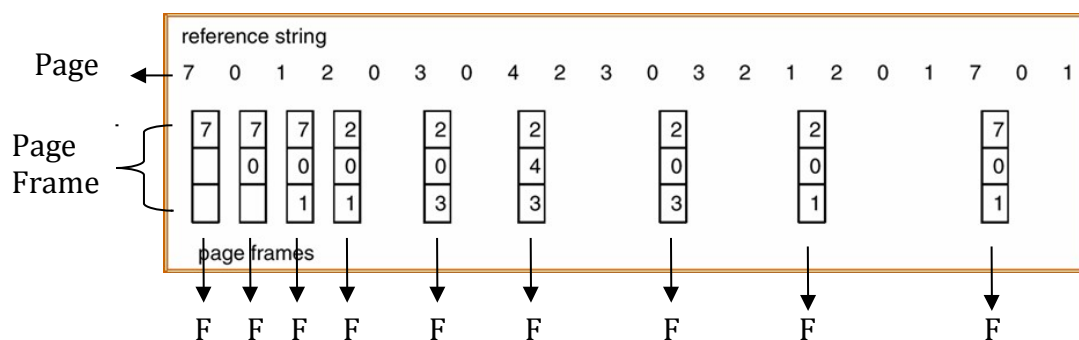 reference string
Page 7 0 1 2 0 3 0 4 2 3 0 3 2 1 2 0 1 7 0 1
Page Frame
7 7 7 2 2 2 2 2 7
0 0 0 0 4 0 0 0
1 1 3 3 3 1 1
page frames
F F F F F F F F F